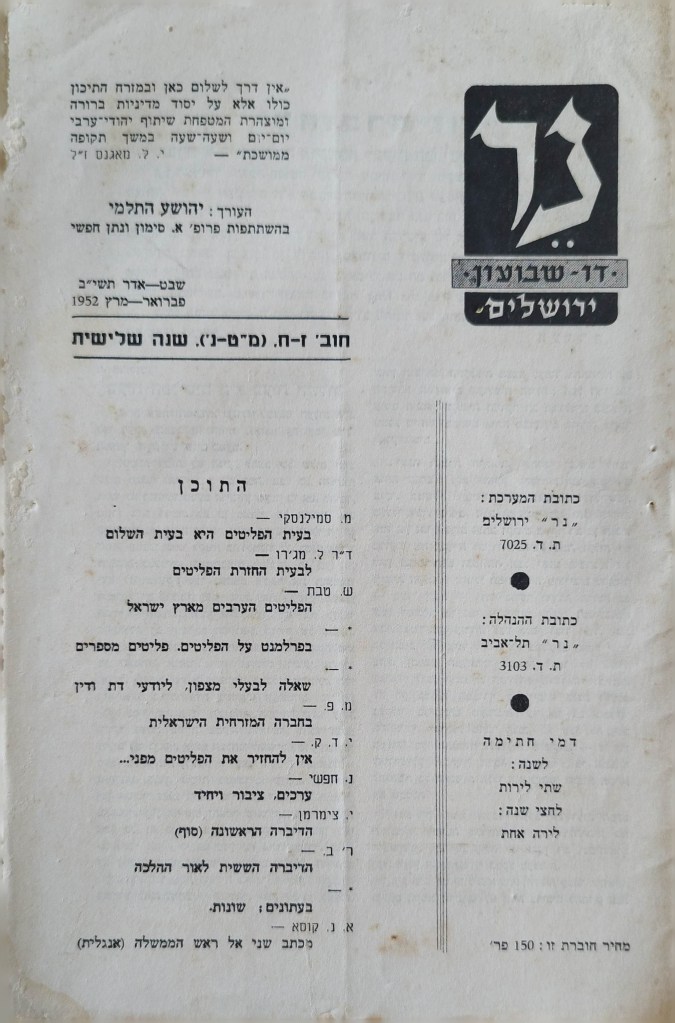 „אין דרך לשלום כאן ובמזרח התיכון
כולו אלא על יסוד מדיניות ברורה
ומוצהרת המטפחת שיתוף יהודי־ערבי
יום־יום ושעה־שעה במשך תקופה
ממושכת" — י. ל. מאגנס ז"ל
העורך: יהושע התלמי
בהשתתפות פרופ' א. סימון ונתן חפשי
שבט—אדר תשי"ב
פברואר—מרץ 1952
חוב' ז-ח. (מ"ט-נ'). שנה שלישית
נֵר
·דו-שבועון·
ירושלים
התוכן
מ. סמילנסקי —
בעית הפליטים היא בעית השלום
ד"ר ל. מג'רו —
לבעית החזרת הפליטים
ש. טבת —
הפליטים הערבים מארץ ישראל
* —
בפרלמנט על הפליטים. פליטים מספרים
* —
שאלה לבעלי מצפון, ליודעי דת ודין
מ. פ. —
בחברה המזרחית הישראלית
י. ד. ק. —
אין להחזיר את הפליטים מפני...
נ. חפשי —
ערכים, ציבור ויחיד
י. צימרמן —
הדיברה הראשונה (סוף)
ר' ב. —
הדיברה הששית לאור ההלכה
* —
בעתונים; שונות.
א. נ. קוסא —
מכתב שני אל ראש הממשלה (אנגלית)
כתובת המערכת:
„נר" ירושלים
ת. ד. 7025
כתובת ההנהלה:
„נר" תל־אביב
ת. ד. 3103
דמי חתימה
לשנה:
שתי לירות
לחצי שנה:
לירה אחת
מחיר חוברת זו: 150 פר'